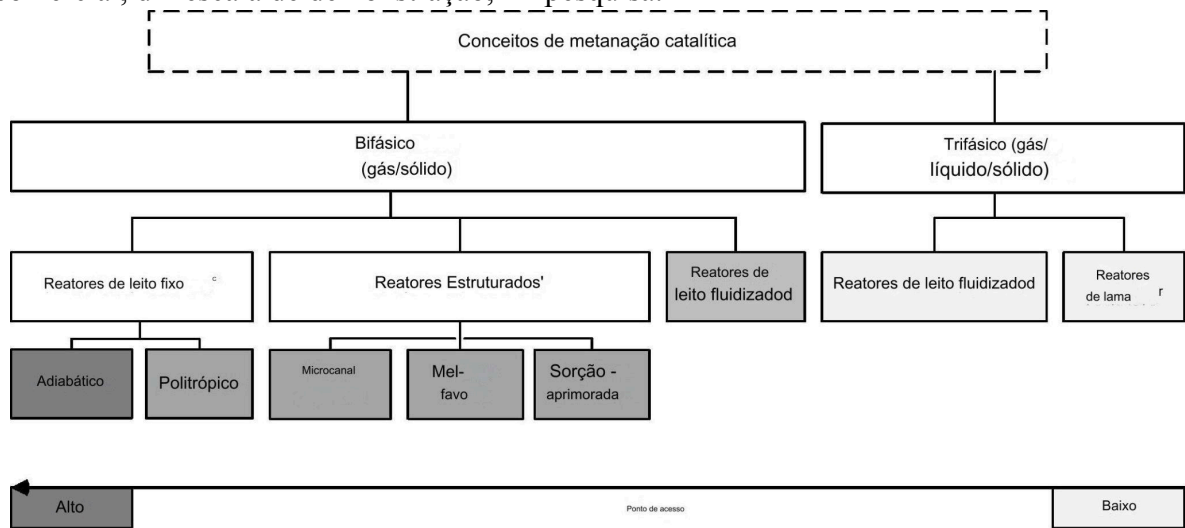 Conceitos de metanação catalítica
Bifásico
(gás/sólido)
Trifásico (gás/
líquido/sólido)
Reatores de leito fixo c
Reatores Estruturados'
Reatores de
leito fluidizadod
Reatores de leito fluidizadod
Reatores
de lama r
Adiabático
Politrópico
Microcanal
Mel-
favo
Sorção -
aprimorada
Alto
Ponto de acesso
Baixo